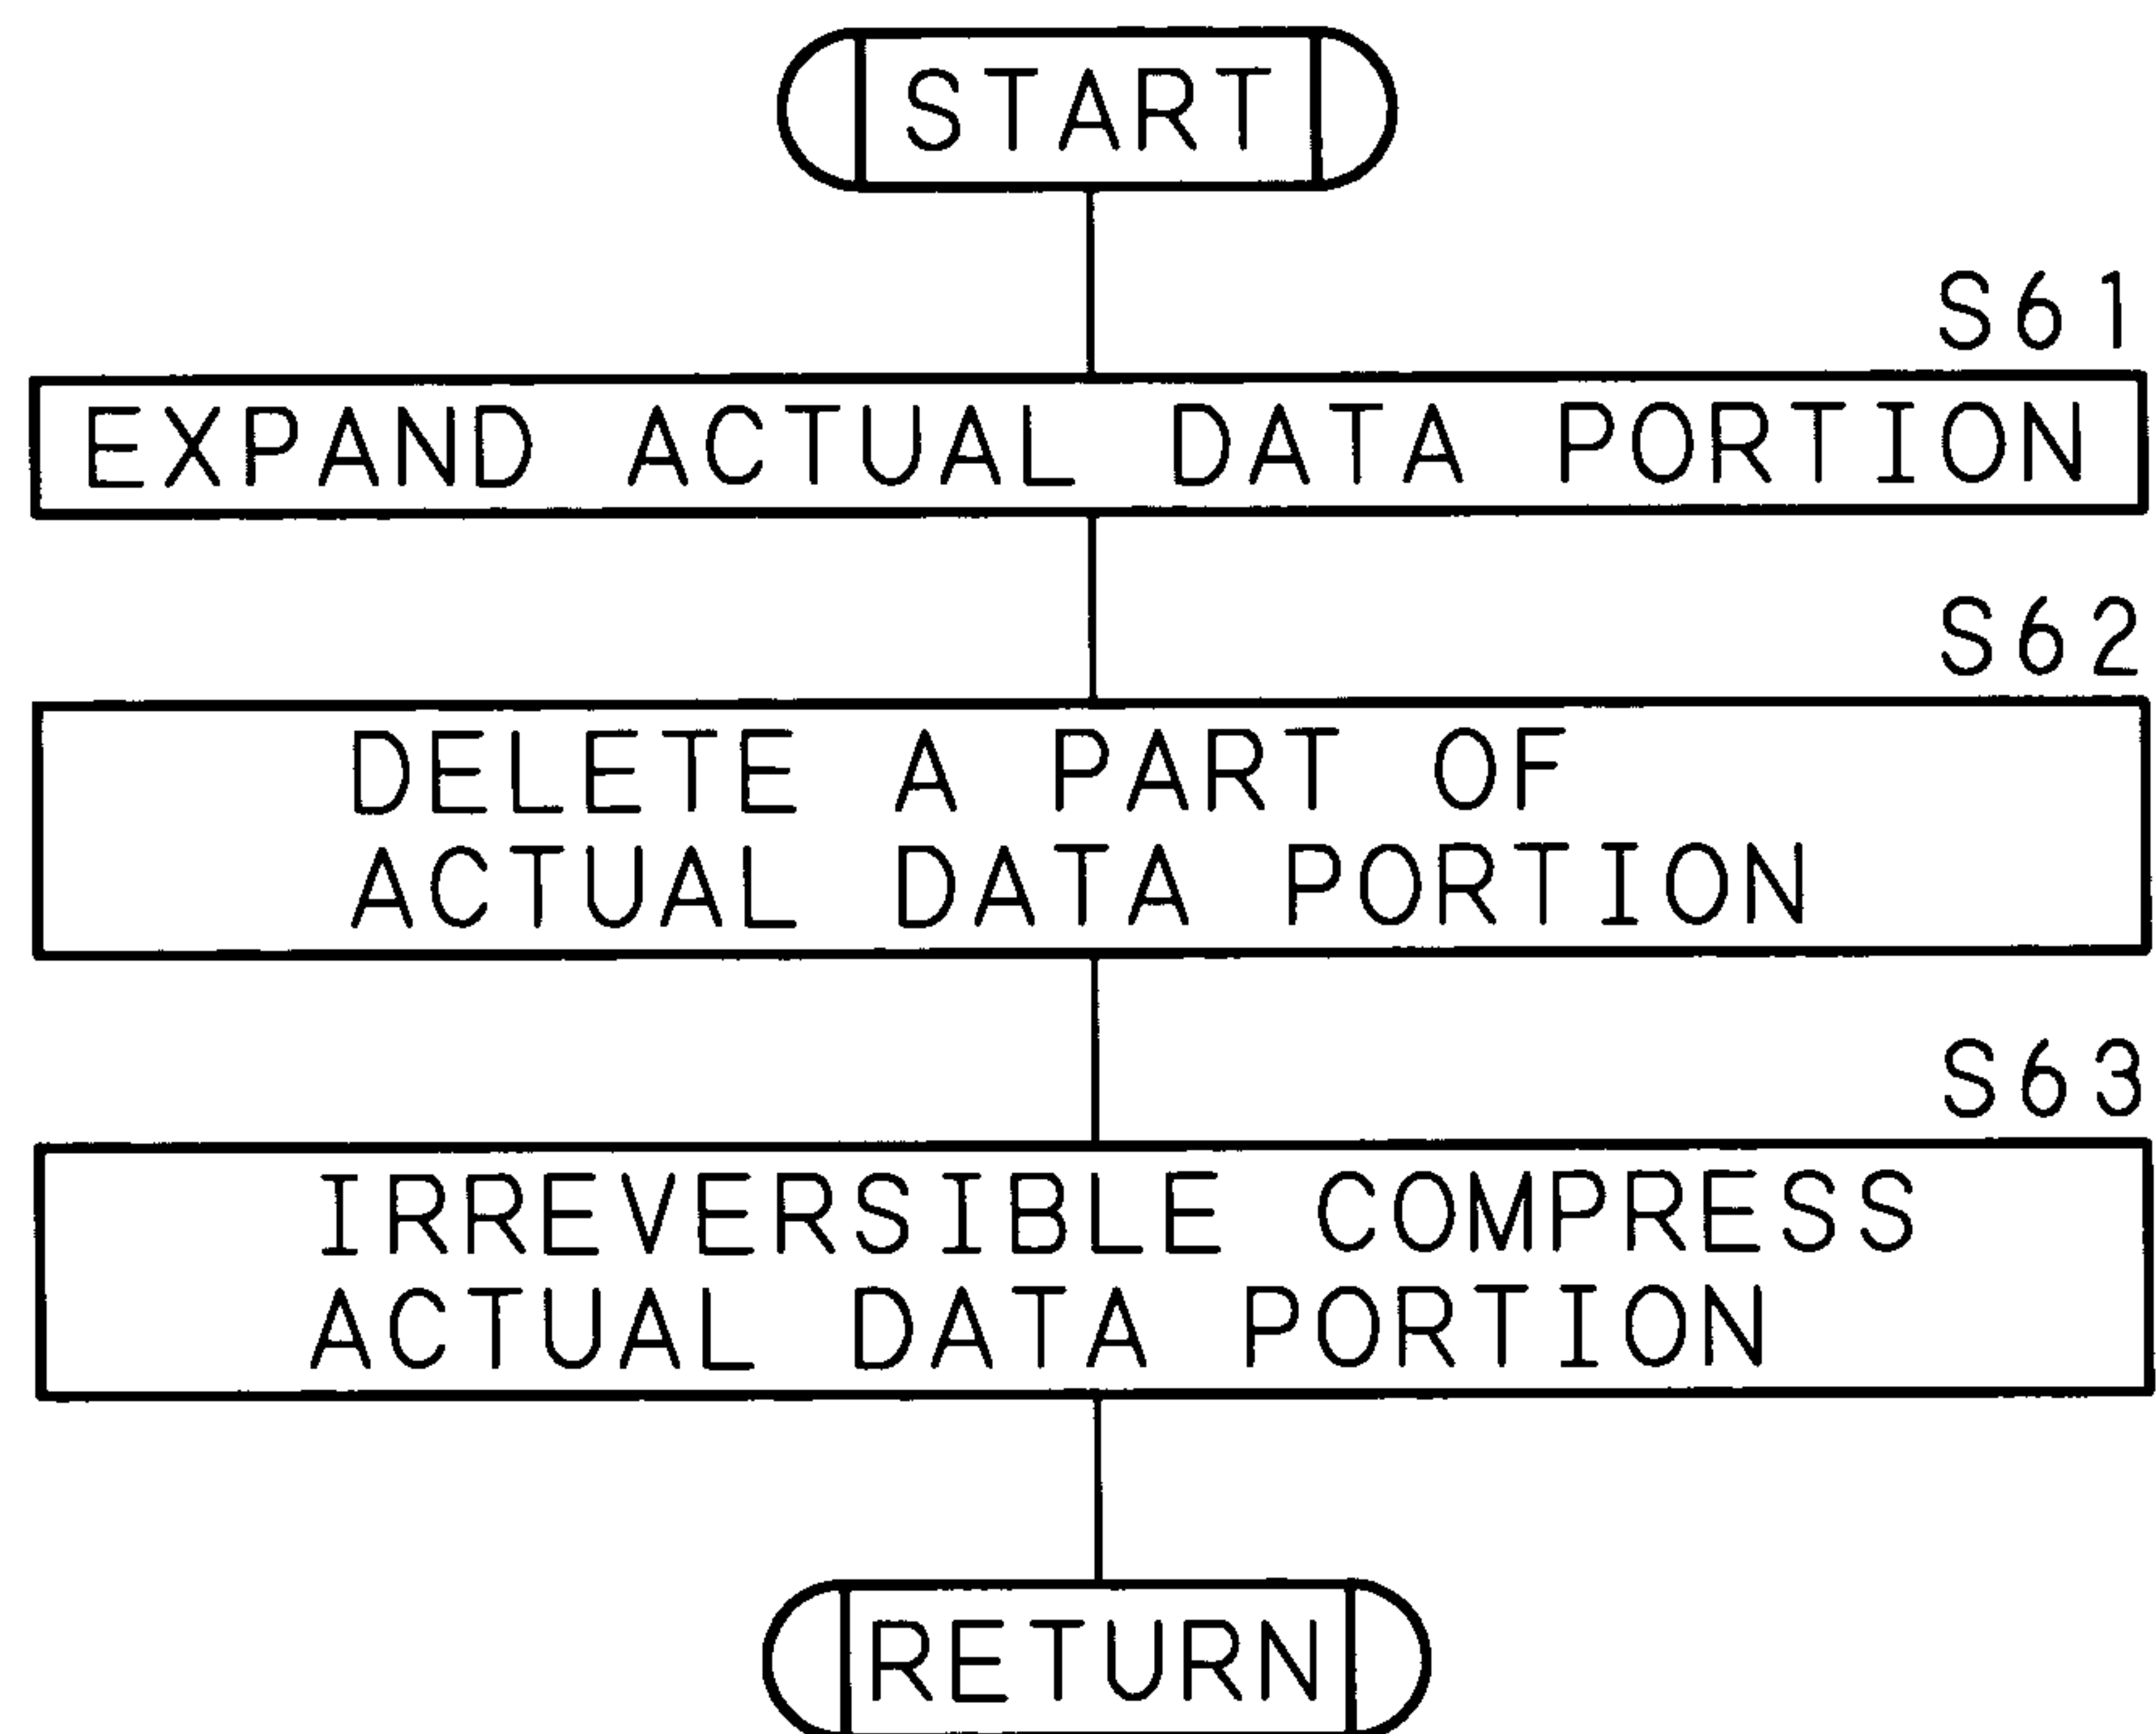 START
S61
EXPAND ACTUAL DATA PORTION
S62
DELETE A PART OF
ACTUAL DATA PORTION
S63
IRREVERSIBLE COMPRESS
ACTUAL DATA PORTION
RETURN